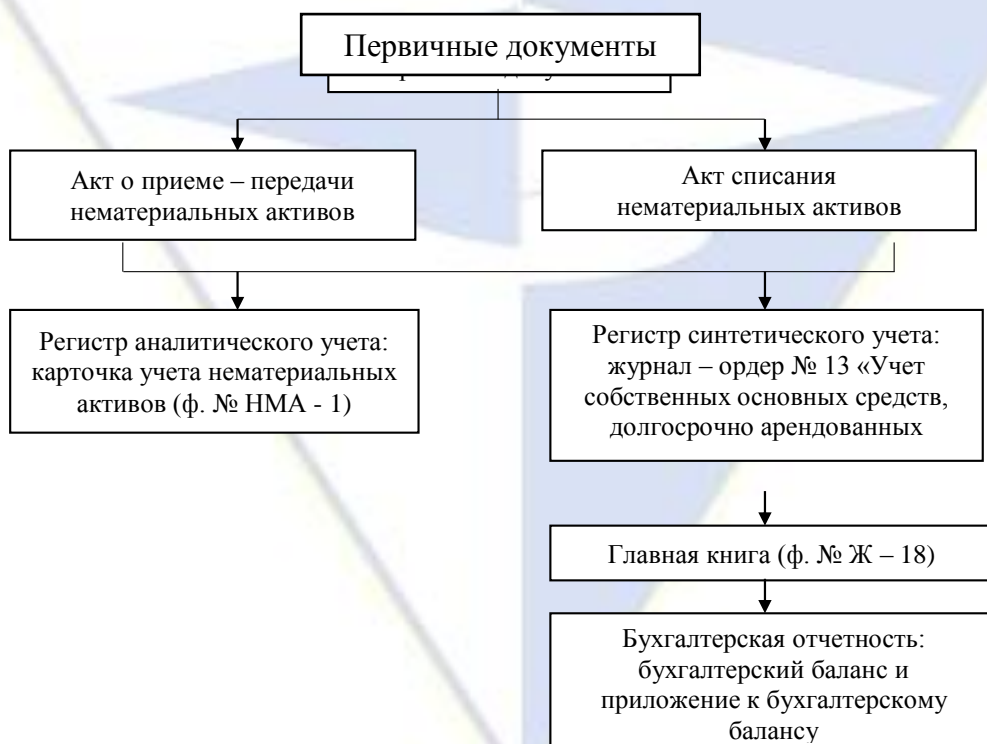 Первичные документы
Акт о приеме – передачи
нематериальных активов
Акт списания
нематериальных активов
Регистр аналитического учета:
карточка учета нематериальных
активов (ф. № НМА - 1)
Регистр синтетического учета:
журнал – ордер № 13 «Учет
собственных основных средств,
долгосрочно арендованных
Главная книга (ф. № Ж – 18)
Бухгалтерская отчетность:
бухгалтерский баланс и
приложение к бухгалтерскому
балансу